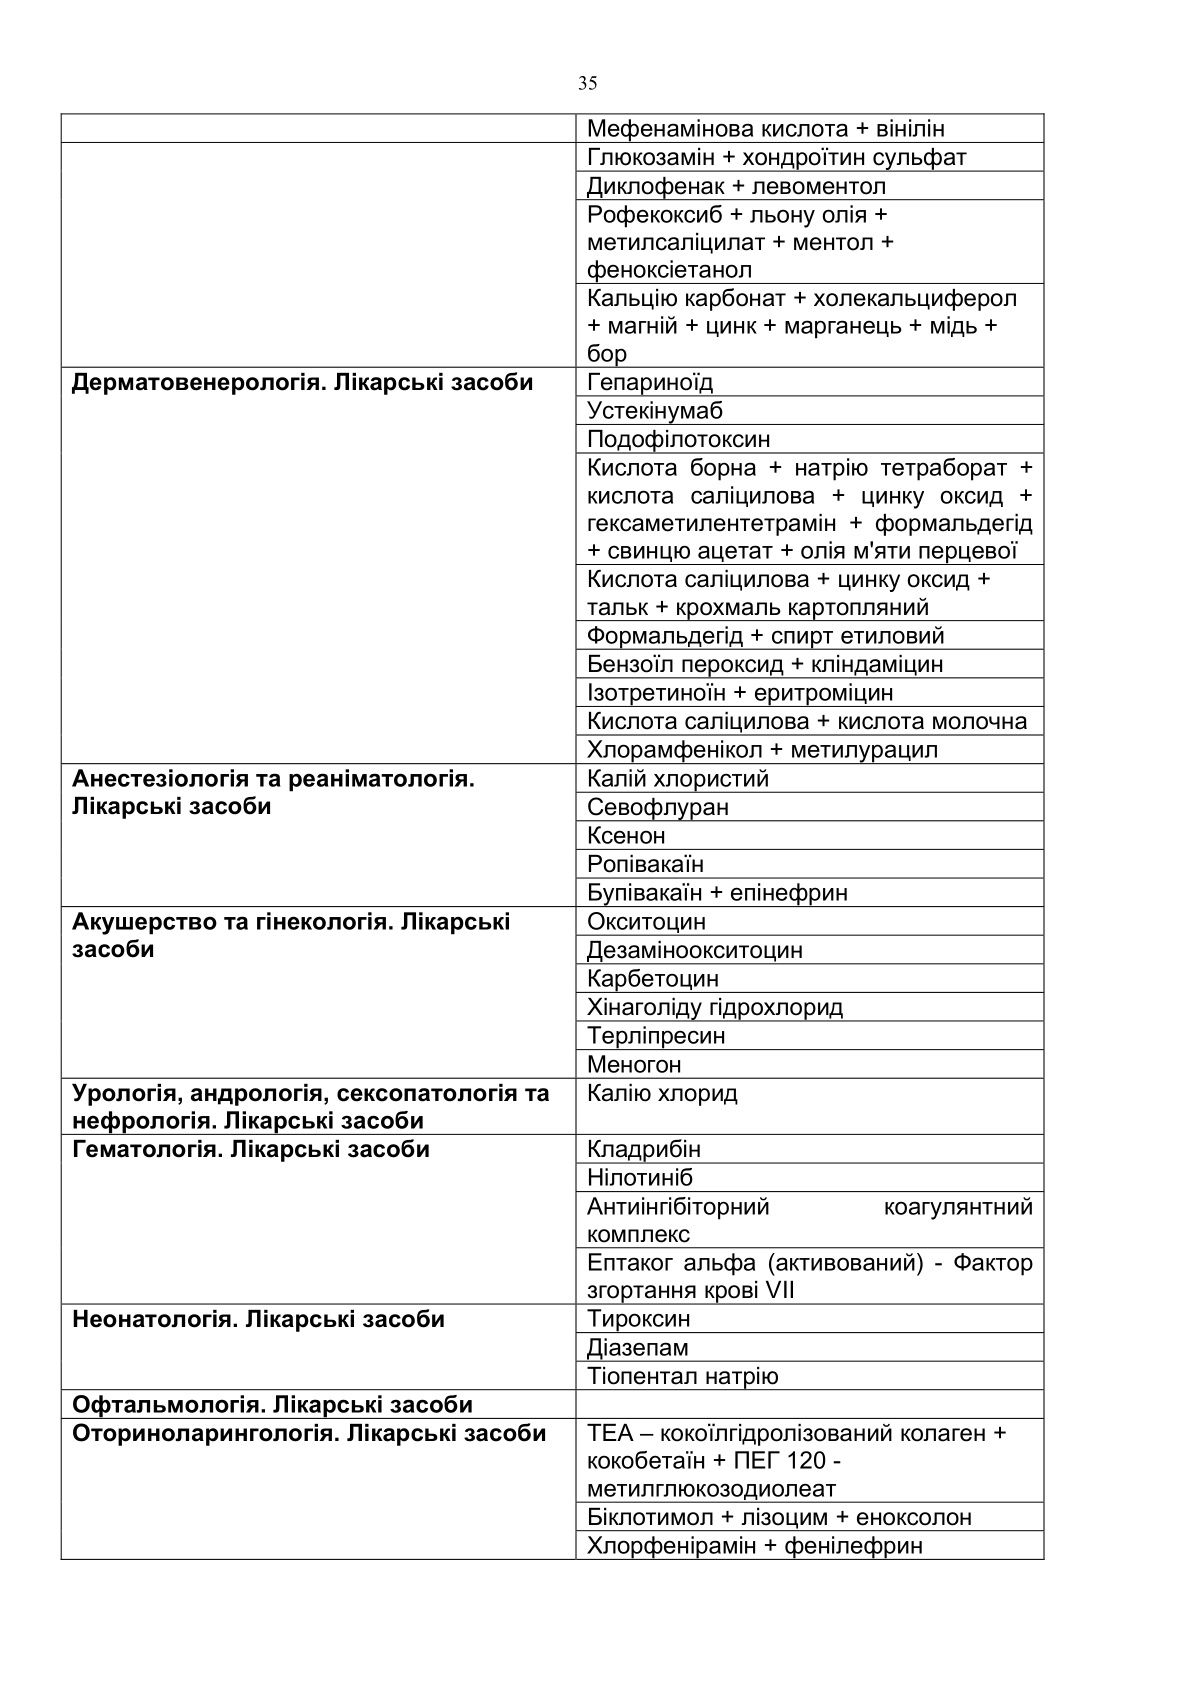 35
Мефенамінова кислота + вінілін
Глюкозамін + хондроїтин сульфат
Диклофенак + левоментол
Рофекоксиб + льону олія +
метилсаліцилат + ментол +
феноксіетанол
Кальцію карбонат + холекальциферол
+ магній + цинк + марганець + мідь +
бор
Дерматовенерологія. Лікарські засоби
Гепариноїд
Устекінумаб
Подофілотоксин
Кислота борна + натрію тетраборат +
кислота саліцилова + цинку оксид +
гексаметилентетрамін + формальдегід
+ свинцю ацетат + олія м'яти перцевої
Кислота саліцилова + цинку оксид +
тальк + крохмаль картопляний
Формальдегід + спирт етиловий
Бензоїл пероксид + кліндаміцин
Ізотретиноїн + еритроміцин
Кислота саліцилова + кислота молочна
Хлорамфенікол + метилурацил
Анестезіологія та реаніматологія.
Лікарські засоби
Калій хлористий
Севофлуран
Ксенон
Ропівакаїн
Бупівакаїн + епінефрин
Акушерство та гінекологія. Лікарські
засоби
Окситоцин
Дезаміноокситоцин
Карбетоцин
Хінаголіду гідрохлорид
Терліпресин
Меногон
Урологія, андрологія, сексопатологія та
нефрологія. Лікарські засоби
Калію хлорид
Гематологія. Лікарські засоби
Кладрибін
Нілотиніб
Антиінгібіторний коагулянтний
комплекс
Ептаког альфа (активований) - Фактор
згортання крові VII
Неонатологія. Лікарські засоби
Тироксин
Діазепам
Тіопентал натрію
Офтальмологія. Лікарські засоби
Оториноларингологія. Лікарські засоби
ТЕА – кокоїлгідролізований колаген +
кокобетаїн + ПЕГ 120 -
метилглюкозодиолеат
Біклотимол + лізоцим + еноксолон
Хлорфенірамін + фенілефрин